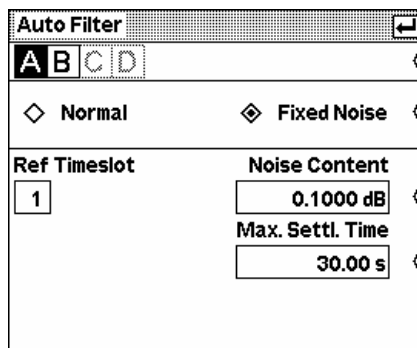 Auto Filter
A B C D
Normal Fixed Noise
Ref Timeslot Noise Content
1 0.1000 dB
Max. Settl. Time
30.00 s